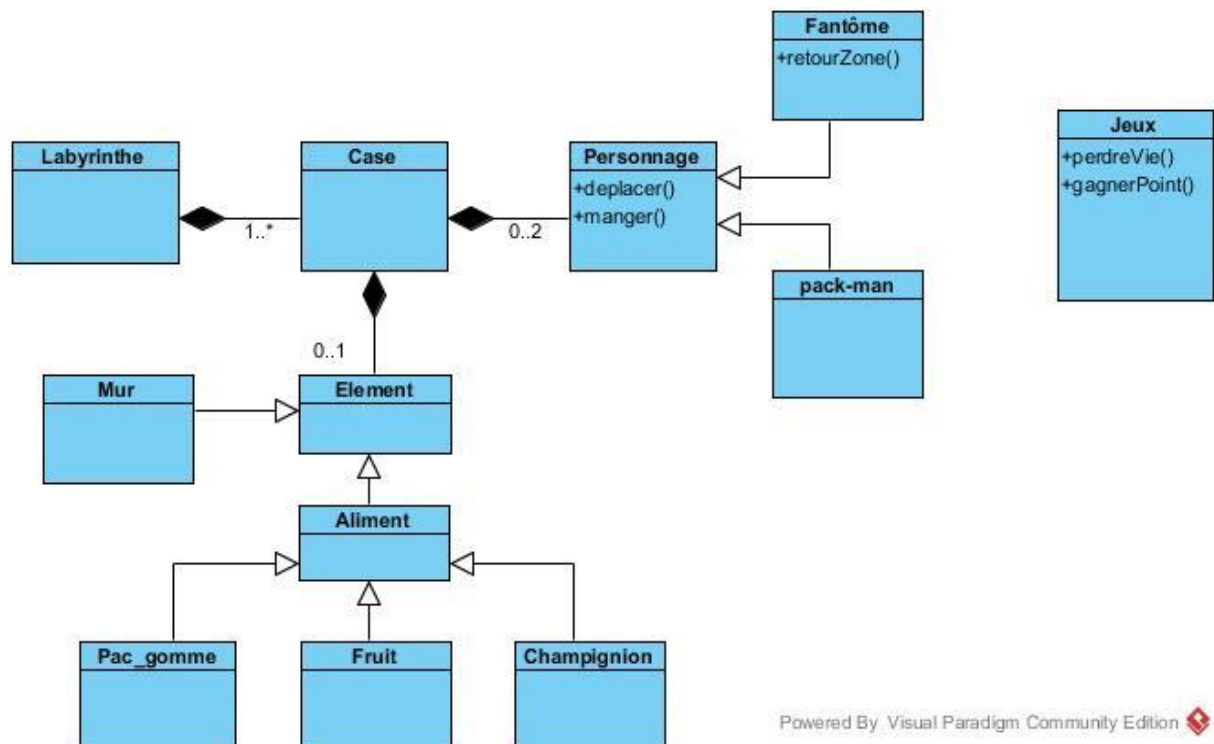 Fantôme
+retourZone()
Jeux
+perdreVie()
+gagnerPoint()
Labyrinthe
1..*
Case
0..2
Personnage
+deplacer()
+manger()
pack-man
0..1
Mur
Element
Aliment
Pac_gomme
Fruit
Champignion
Powered By Visual Paradigm Community Edition